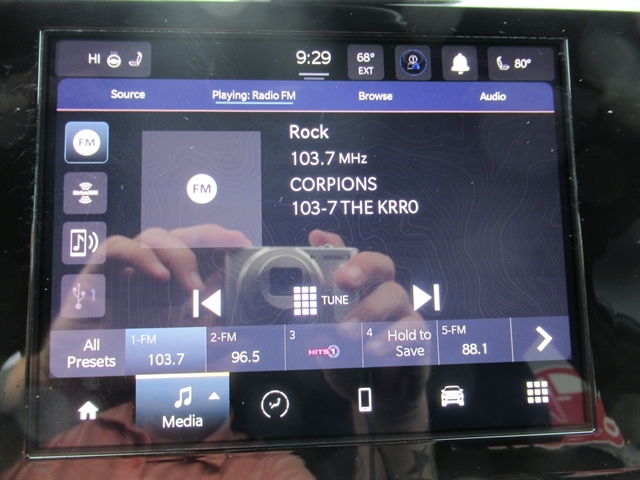 HI
9:29
68°
EXT
80°
Source
Playing: Radio FM
Browse
Audio
FM
Rock
103.7 MHz
FM
CORPIONS
103-7 THE KRR0
1
TUNE
All
Presets
1-FM
103.7
2-FM
96.5
3
HITS1
4
Hold to
Save
5-FM
88.1
Media